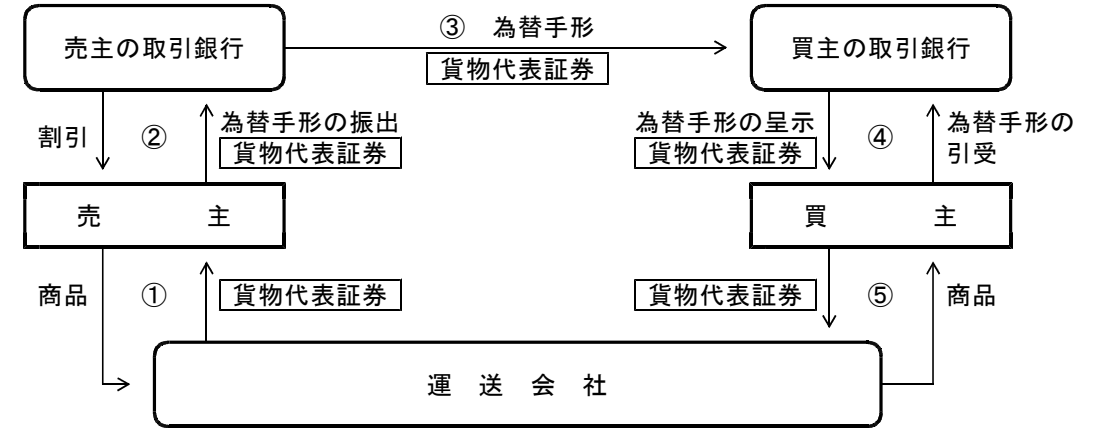 ③ 為替手形
売主の取引銀行
貨物代表証券
買主の取引銀行
割引
②
為替手形の振出
貨物代表証券
為替手形の呈示
貨物代表証券
④
為替手形の
引受
売 主
買 主
商品
①
貨物代表証券
貨物代表証券
⑤
商品
運 送 会 社